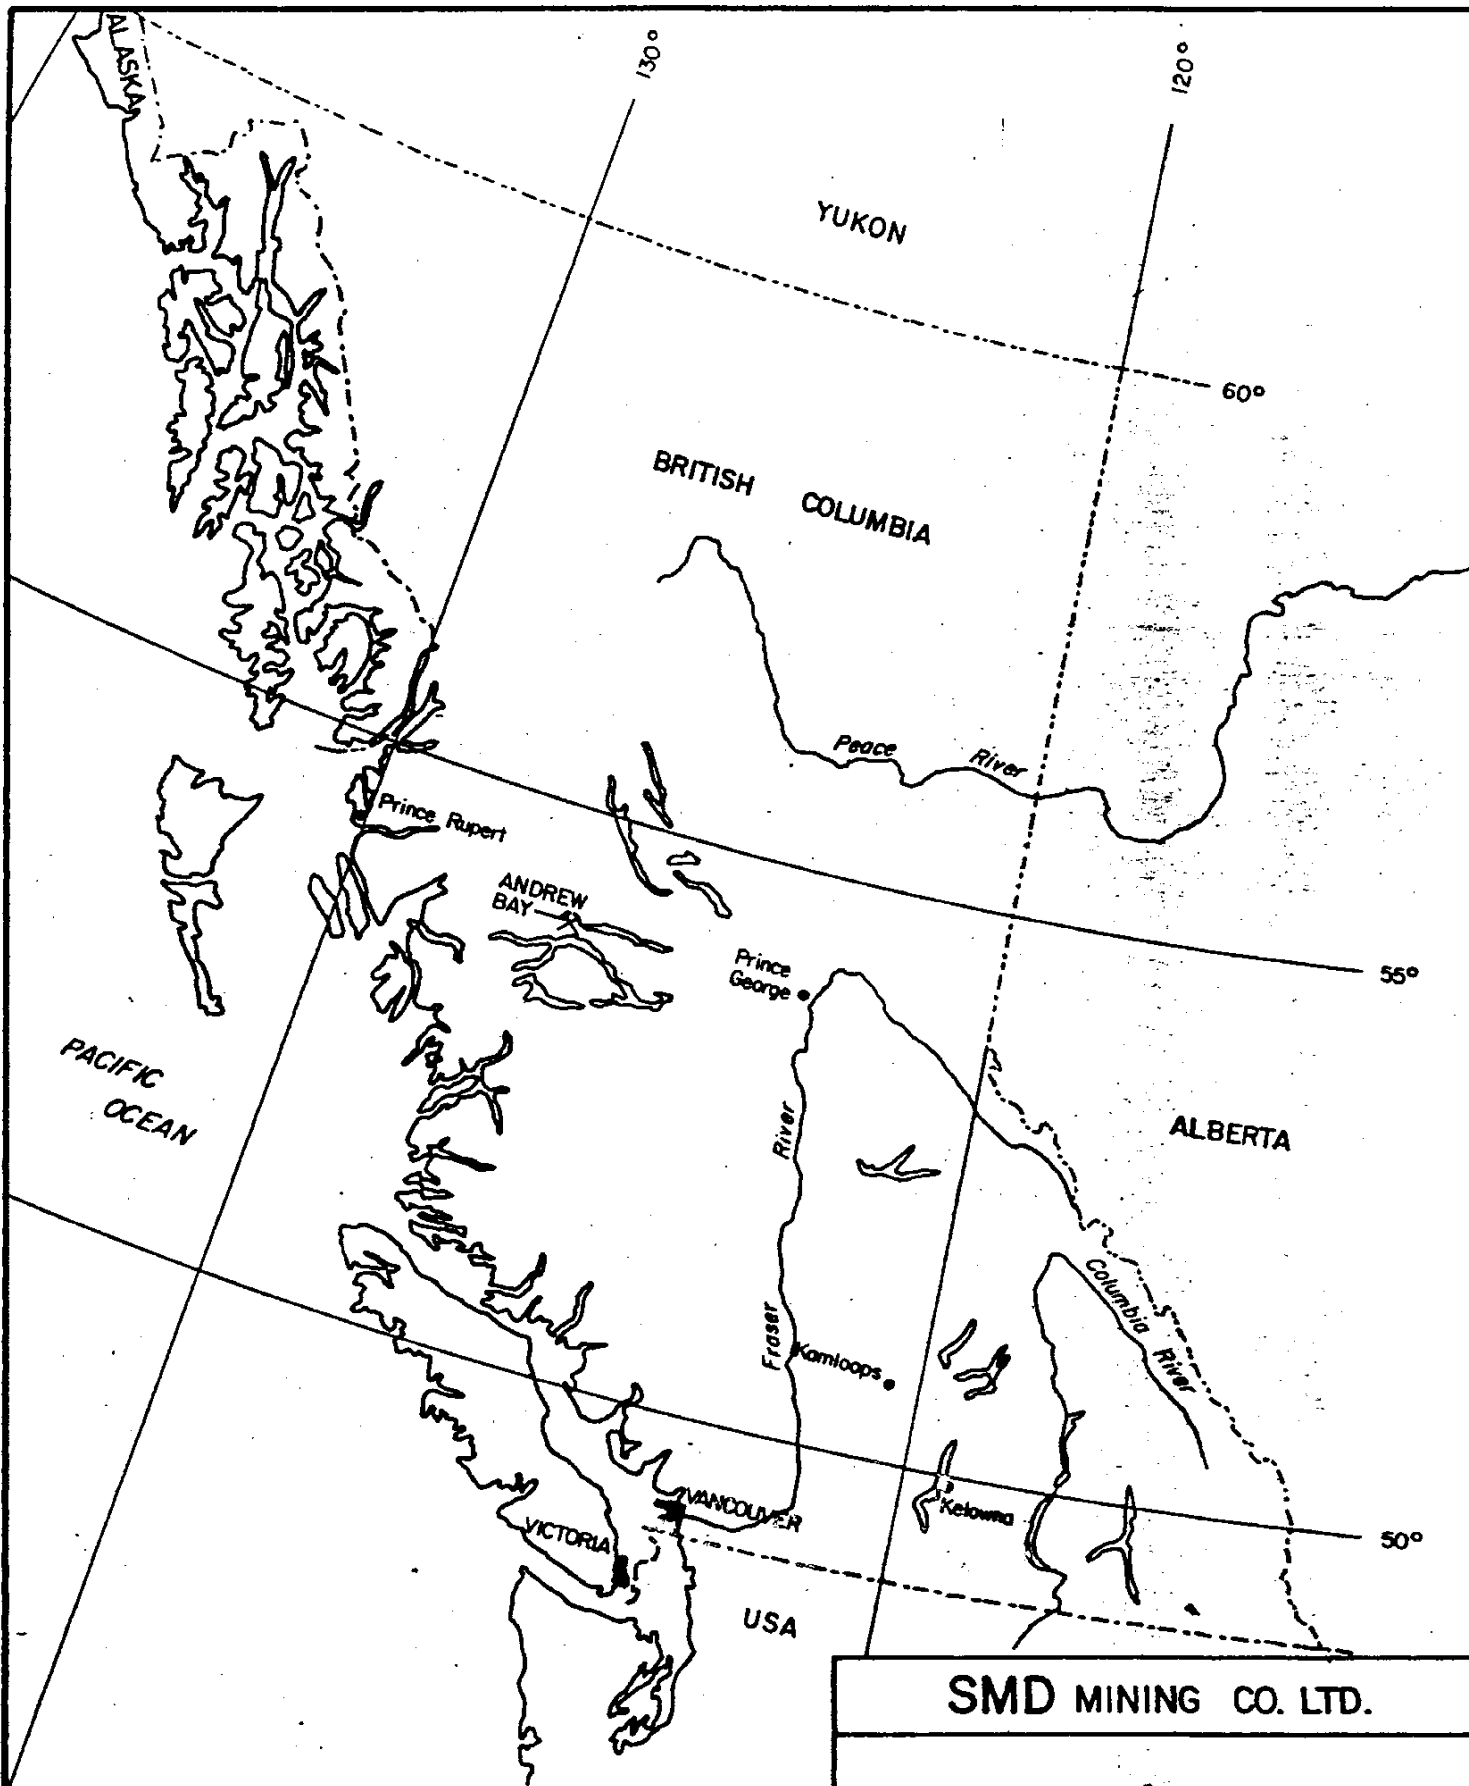 ALASKA
130°
120°
YUKON
60°
BRITISH COLUMBIA
Peace River
Prince Rupert
ANDREW
BAY
Prince
George
55°
PACIFIC
OCEAN
ALBERTA
Fraser River
Columbia River
Kamloops
VANCOUVER
Kelowna
50°
VICTORIA
USA
SMD MINING CO. LTD.